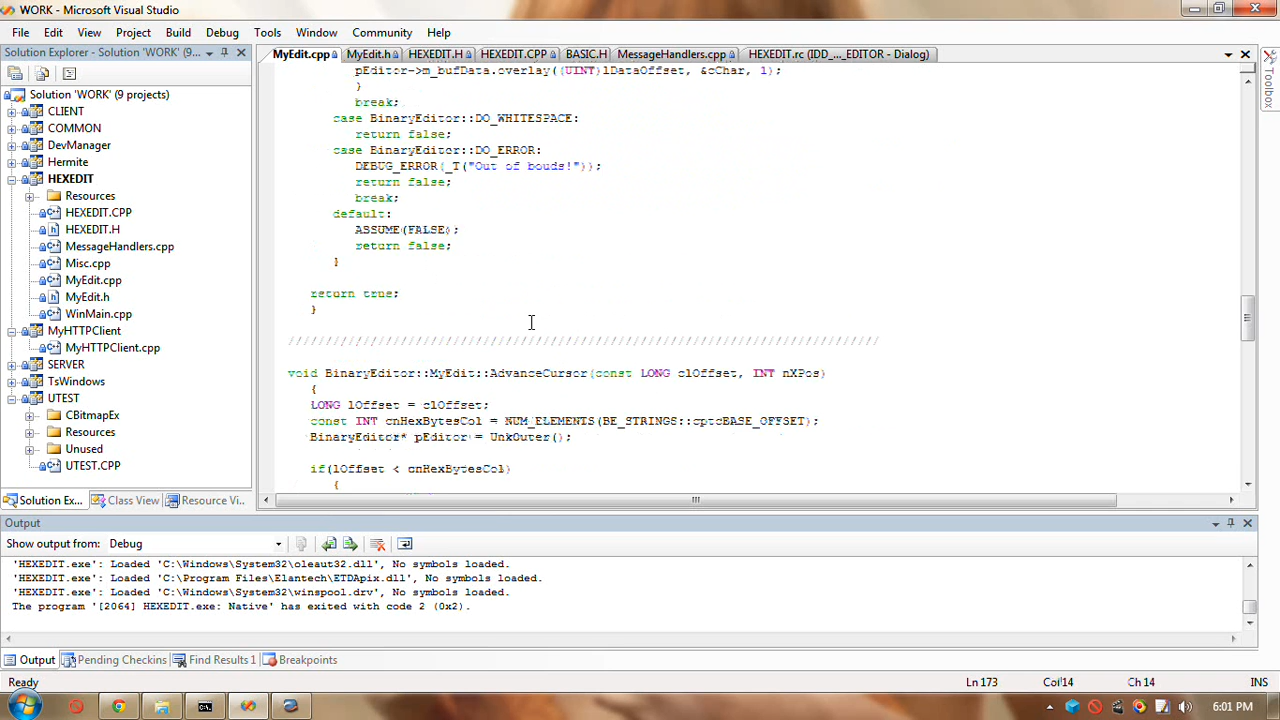 WORK - Microsoft Visual Studio
File Edit View Project Build Debug Tools Window Community Help
Solution Explorer - Solution 'WORK' (9...
MyEdit.cpp MyEdit.h HEXEDIT.H HEXEDIT.CPP BASIC.H MessageHandlers.cpp HEXEDIT.rc (IDD_... _EDITOR - Dialog)
Toolbox
Solution 'WORK' (9 projects)
CLIENT
COMMON
DevManager
Hermite
HEXEDIT
Resources
HEXEDIT.CPP
HEXEDIT.H
MessageHandlers.cpp
Misc.cpp
MyEdit.cpp
MyEdit.h
WinMain.cpp
MyHTTPClient
MyHTTPClient.cpp
SERVER
TsWindows
UTEST
CBitmapEx
Resources
Unused
UTEST.CPP
Solution Ex... Class View Resource Vi...
pEditor->m_bufData.overlay((UINT)lDataOffset, &cChar, 1);
}
break;
case BinaryEditor::DO_WHITESPACE:
return false;
case BinaryEditor::DO_ERROR:
DEBUG_ERROR(_T("Out of bouds!"));
return false;
break;
default:
ASSUME(FALSE);
return false;
}
return true;
}
////////////////////////////////////////////////////////////////////////////////
void BinaryEditor::MyEdit::AdvanceCursor(const LONG clOffset, INT nXPos)
{
LONG lOffset = clOffset;
const INT cnHexBytesCol = NUM_ELEMENTS(BE_STRINGS::cptcBASE_OFFSET);
BinaryEditor* pEditor = UnkOuter();
if(lOffset < cnHexBytesCol)
{
Output
Show output from: Debug
'HEXEDIT.exe': Loaded 'C:\Windows\System32\oleaut32.dll', No symbols loaded.
'HEXEDIT.exe': Loaded 'C:\Program Files\Elantech\ETDApix.dll', No symbols loaded.
'HEXEDIT.exe': Loaded 'C:\Windows\System32\winspool.drv', No symbols loaded.
The program '[2064] HEXEDIT.exe: Native' has exited with code 2 (0x2).
Output Pending Checkins Find Results 1 Breakpoints
Ready Ln 173 Col 14 Ch 14 INS
6:01 PM